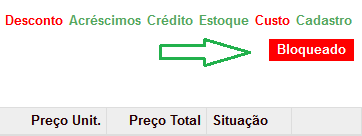 Desconto Acréscimos Crédito Estoque Custo Cadastro
Bloqueado
Preço Unit. Preço Total Situação